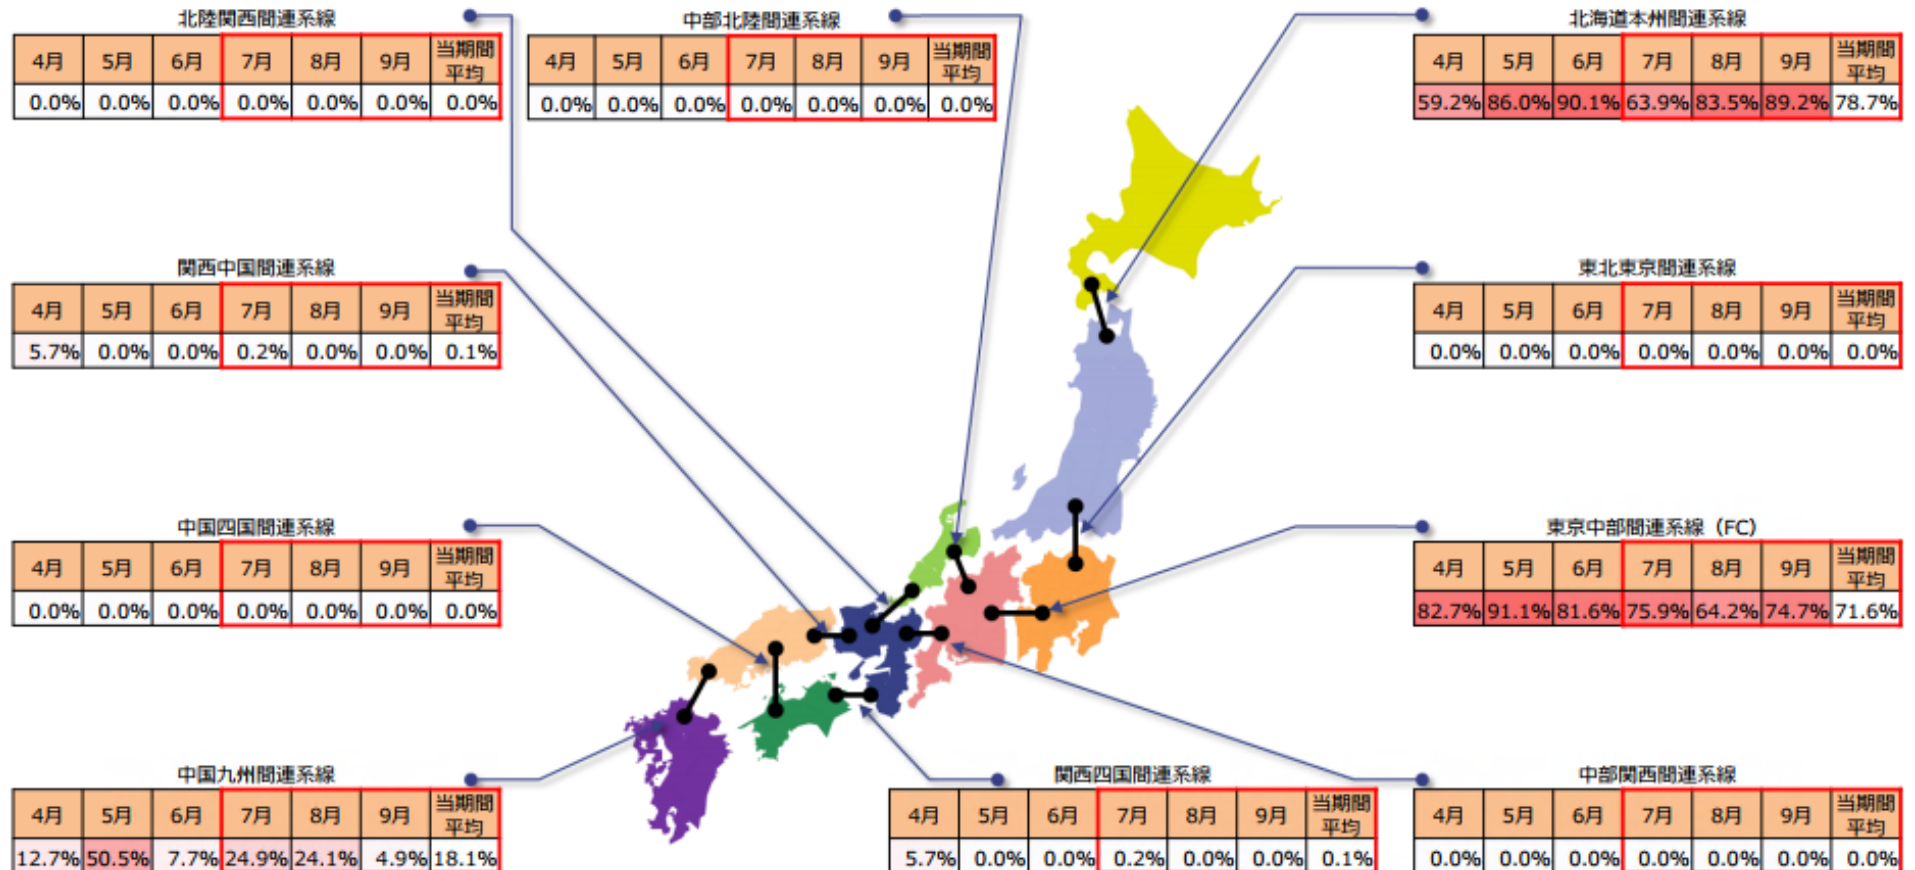 北陸関西間連系線
4月 5月 6月 7月 8月 9月 当期間平均
0.0% 0.0% 0.0% 0.0% 0.0% 0.0% 0.0%
中部北陸間連系線
4月 5月 6月 7月 8月 9月 当期間平均
0.0% 0.0% 0.0% 0.0% 0.0% 0.0% 0.0%
北海道本州間連系線
4月 5月 6月 7月 8月 9月 当期間平均
59.2% 86.0% 90.1% 63.9% 83.5% 89.2% 78.7%
関西中国間連系線
4月 5月 6月 7月 8月 9月 当期間平均
5.7% 0.0% 0.0% 0.2% 0.0% 0.0% 0.1%
東北東京間連系線
4月 5月 6月 7月 8月 9月 当期間平均
0.0% 0.0% 0.0% 0.0% 0.0% 0.0% 0.0%
中国四国間連系線
4月 5月 6月 7月 8月 9月 当期間平均
0.0% 0.0% 0.0% 0.0% 0.0% 0.0% 0.0%
東京中部間連系線（FC）
4月 5月 6月 7月 8月 9月 当期間平均
82.7% 91.1% 81.6% 75.9% 64.2% 74.7% 71.6%
中国九州間連系線
4月 5月 6月 7月 8月 9月 当期間平均
12.7% 50.5% 7.7% 24.9% 24.1% 4.9% 18.1%
関西四国間連系線
4月 5月 6月 7月 8月 9月 当期間平均
5.7% 0.0% 0.0% 0.2% 0.0% 0.0% 0.1%
中部関西間連系線
4月 5月 6月 7月 8月 9月 当期間平均
0.0% 0.0% 0.0% 0.0% 0.0% 0.0% 0.0%